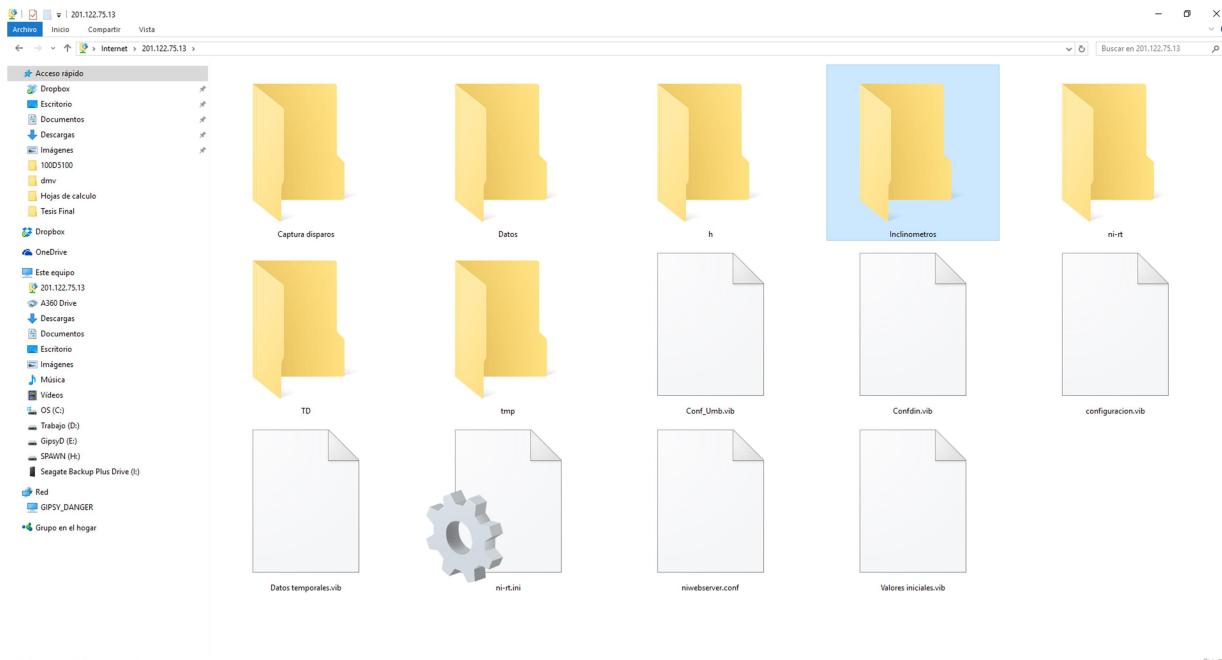 201.122.75.13
Archivo Inicio Compartir Vista
Internet 201.122.75.13
Buscar en 201.122.75.13
Acceso rápido
Dropbox
Escritorio
Documentos
Descargas
Imágenes
100D5100
dmv
Hojas de calculo
Tesis Final
Dropbox
OneDrive
Este equipo
201.122.75.13
A360 Drive
Descargas
Documentos
Escritorio
Imágenes
Música
Vídeos
OS (C:)
Trabajo (D:)
GipsyD (E:)
SPAWN (H:)
Seagate Backup Plus Drive (I:)
Red
GIPSY_DANGER
Grupo en el hogar
Captura disparos Datos h Inclinometros ni-rt
TD tmp Conf_Umb.vib Confdin.vib configuracion.vib
Datos temporales.vib ni-rt.ini niwebserver.conf Valores iniciales.vib